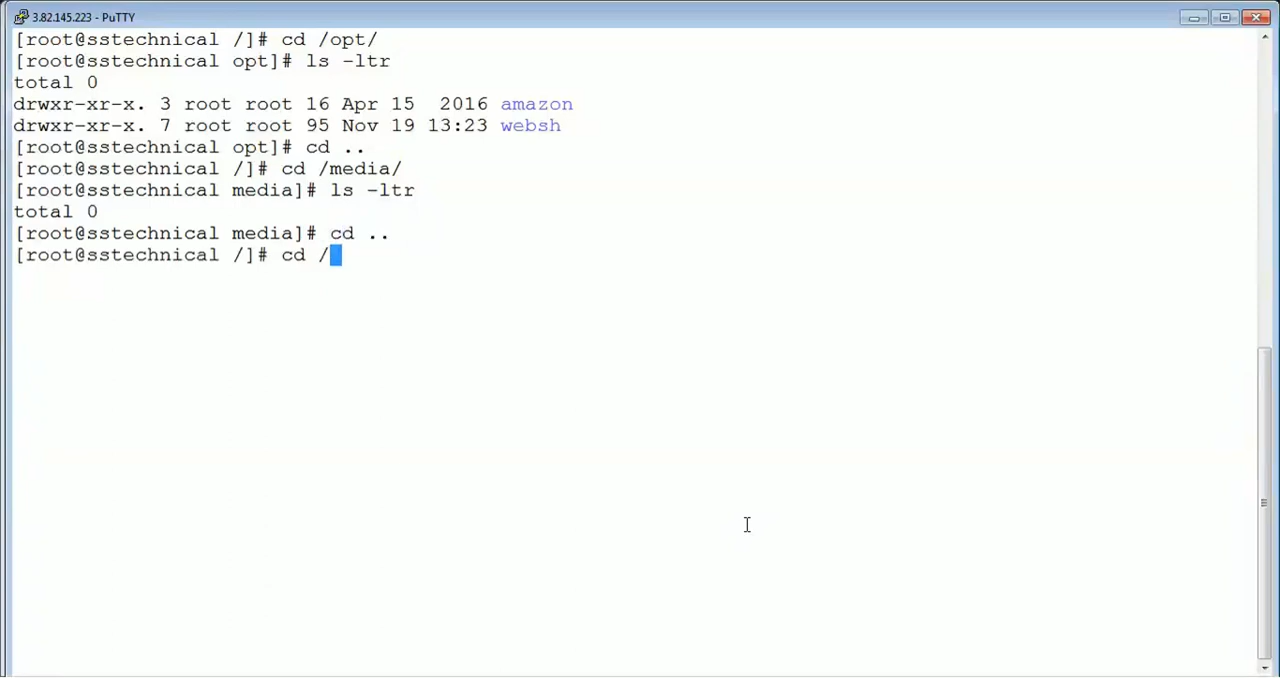 3.82.145.223 - PuTTY
[root@sstechnical /]# cd /opt/
[root@sstechnical opt]# ls -ltr
total 0
drwxr-xr-x. 3 root root 16 Apr 15  2016 amazon
drwxr-xr-x. 7 root root 95 Nov 19 13:23 websh
[root@sstechnical opt]# cd ..
[root@sstechnical /]# cd /media/
[root@sstechnical media]# ls -ltr
total 0
[root@sstechnical media]# cd ..
[root@sstechnical /]# cd /